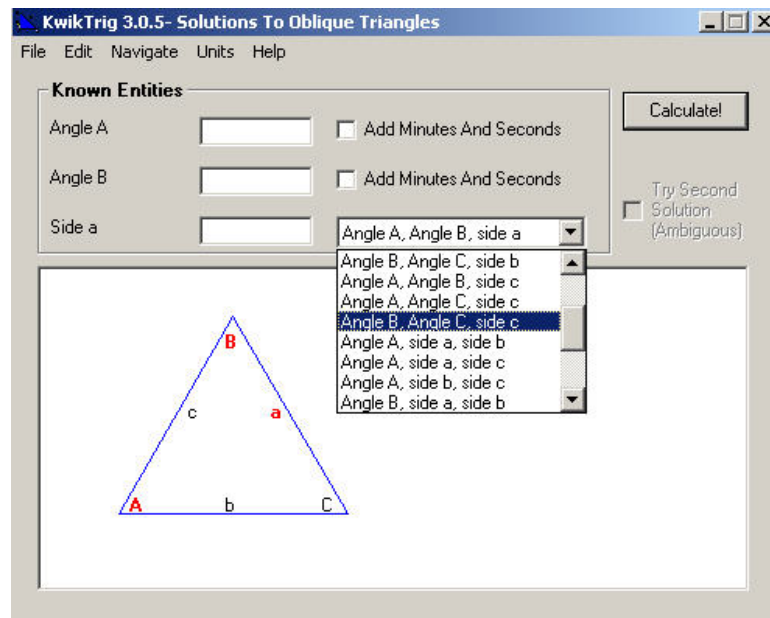 KwikTrig 3.0.5- Solutions To Oblique Triangles
File Edit Navigate Units Help
Known Entities
Angle A
Add Minutes And Seconds
Calculate!
Angle B
Add Minutes And Seconds
Try Second
Solution
(Ambiguous)
Side a
Angle A, Angle B, side a
Angle B, Angle C, side b
Angle A, Angle B, side c
Angle A, Angle C, side c
Angle B, Angle C, side c
Angle A, side a, side b
Angle A, side a, side c
Angle A, side b, side c
Angle B, side a, side b
B
c a
A b C